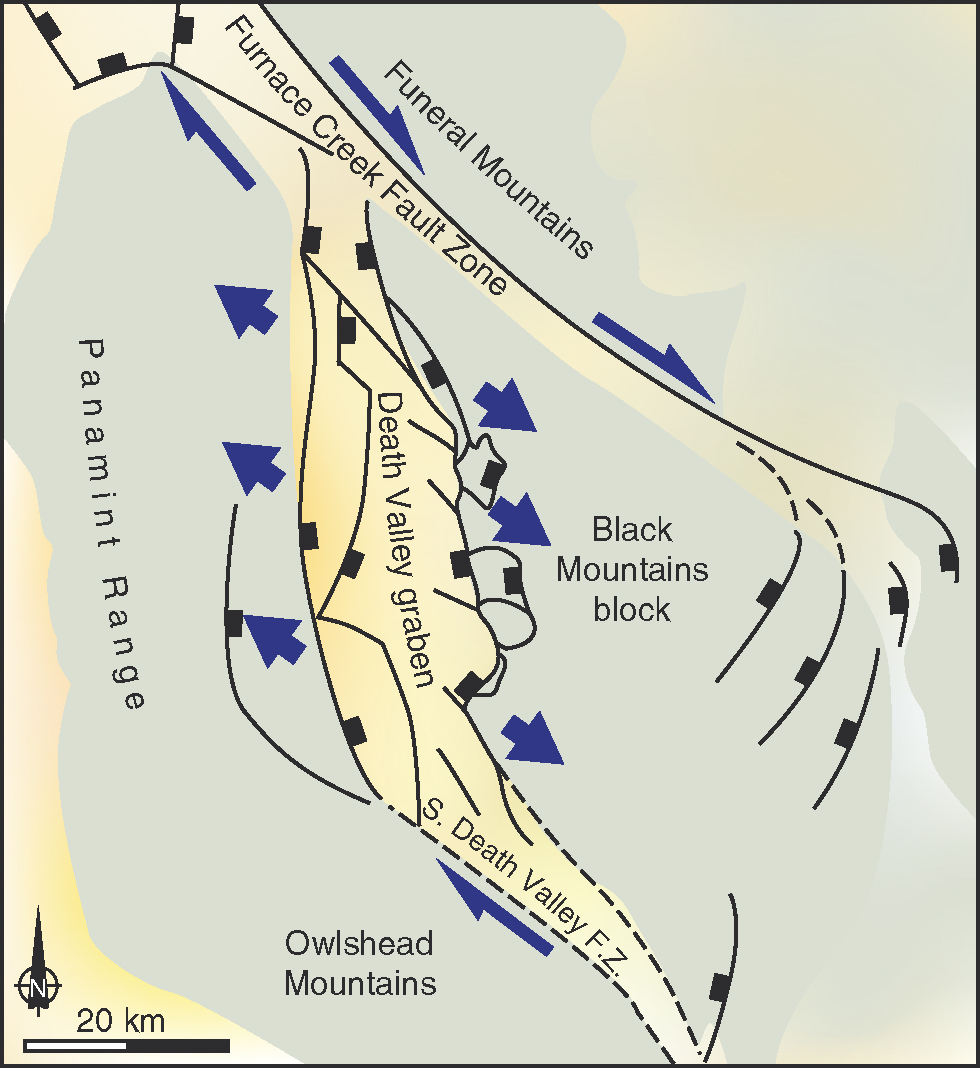 Furnace Creek Fault Zone
Funeral Mountains
Panamint Range
Death Valley graben
Black
Mountains
block
S. Death Valley F.Z.
Owlshead
Mountains
N
20 km